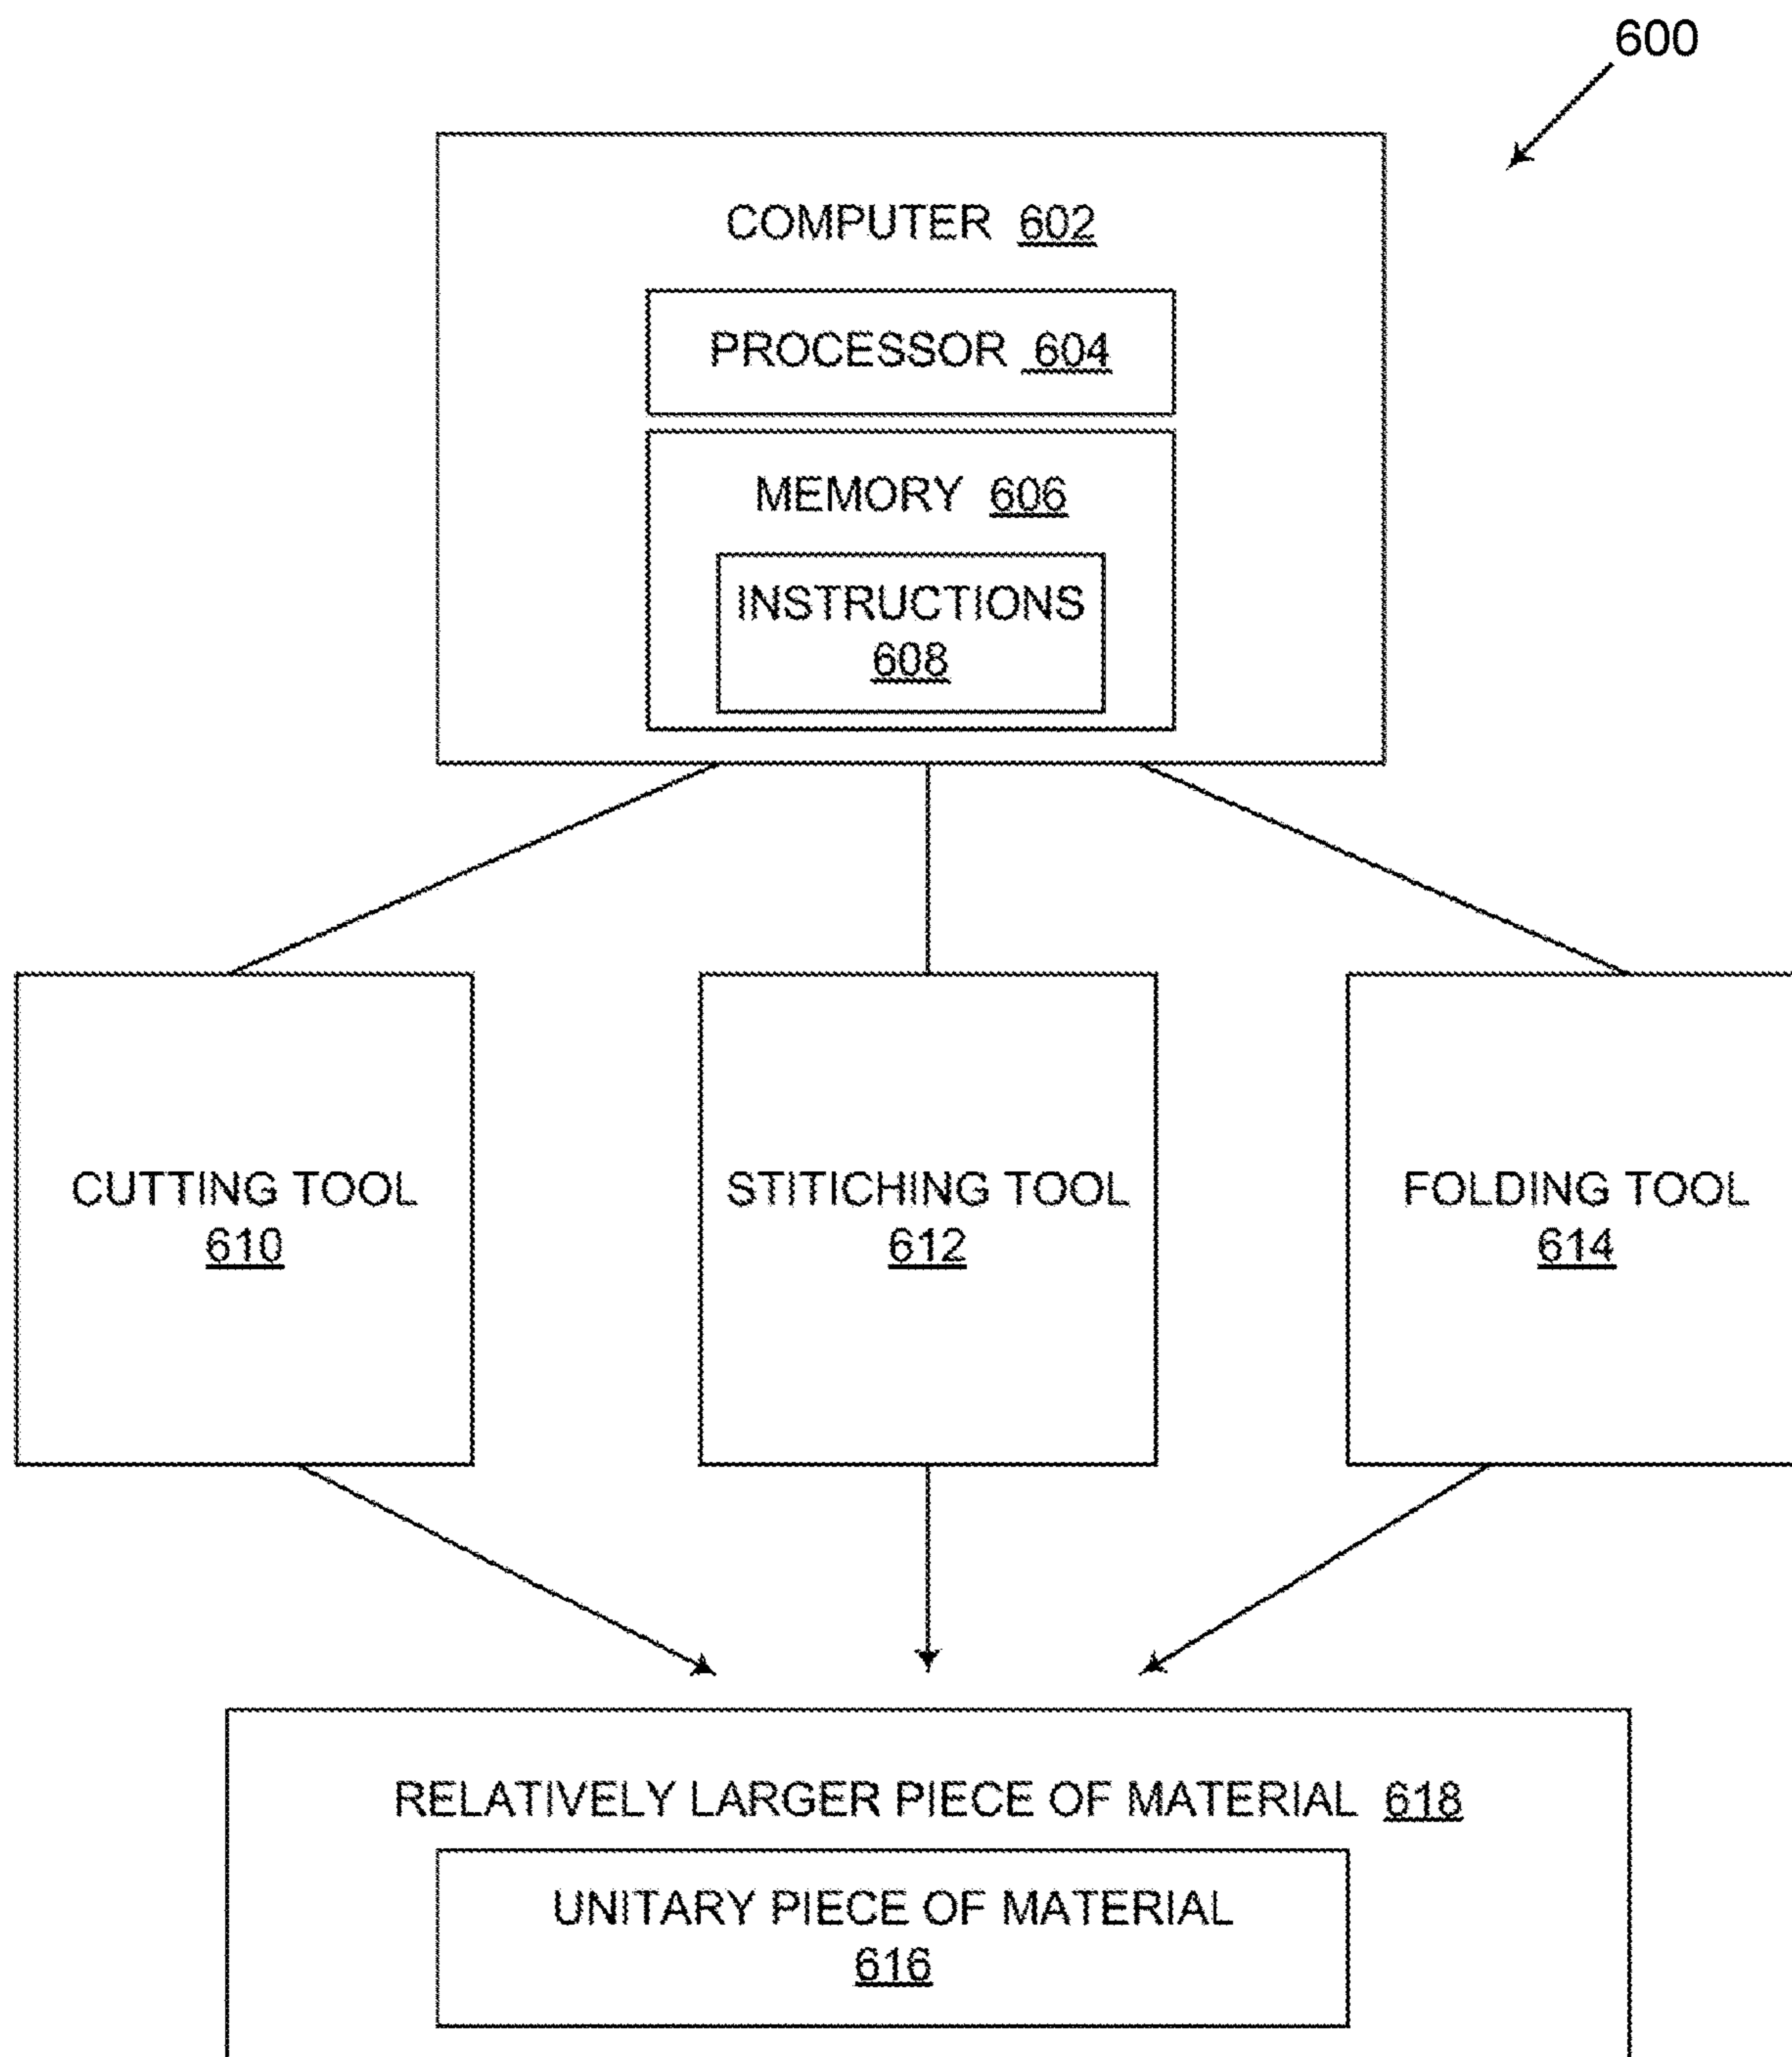 600
COMPUTER 602
PROCESSOR 604
MEMORY 606
INSTRUCTIONS
608
CUTTING TOOL
610
STITICHING TOOL
612
FOLDING TOOL
614
RELATIVELY LARGER PIECE OF MATERIAL 618
UNITARY PIECE OF MATERIAL
616